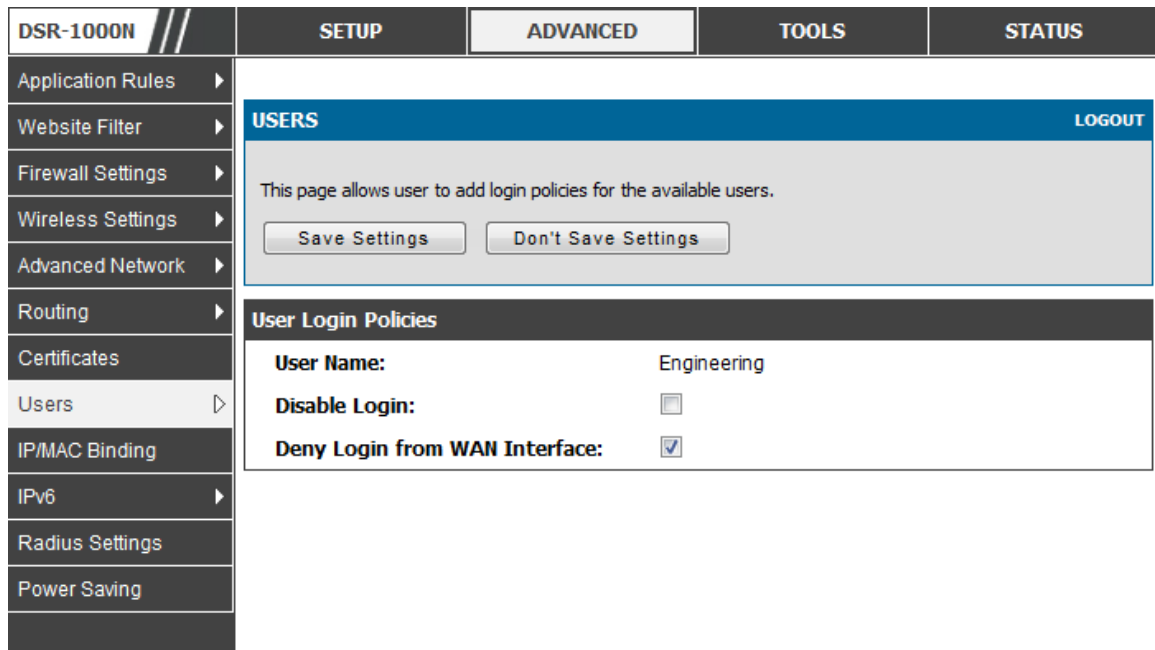 DSR-1000N
SETUP
ADVANCED
TOOLS
STATUS
Application Rules
Website Filter
Firewall Settings
Wireless Settings
Advanced Network
Routing
Certificates
Users
IP/MAC Binding
IPv6
Radius Settings
Power Saving
USERS
LOGOUT
This page allows user to add login policies for the available users.
Save Settings
Don't Save Settings
User Login Policies
User Name: Engineering
Disable Login:
Deny Login from WAN Interface: